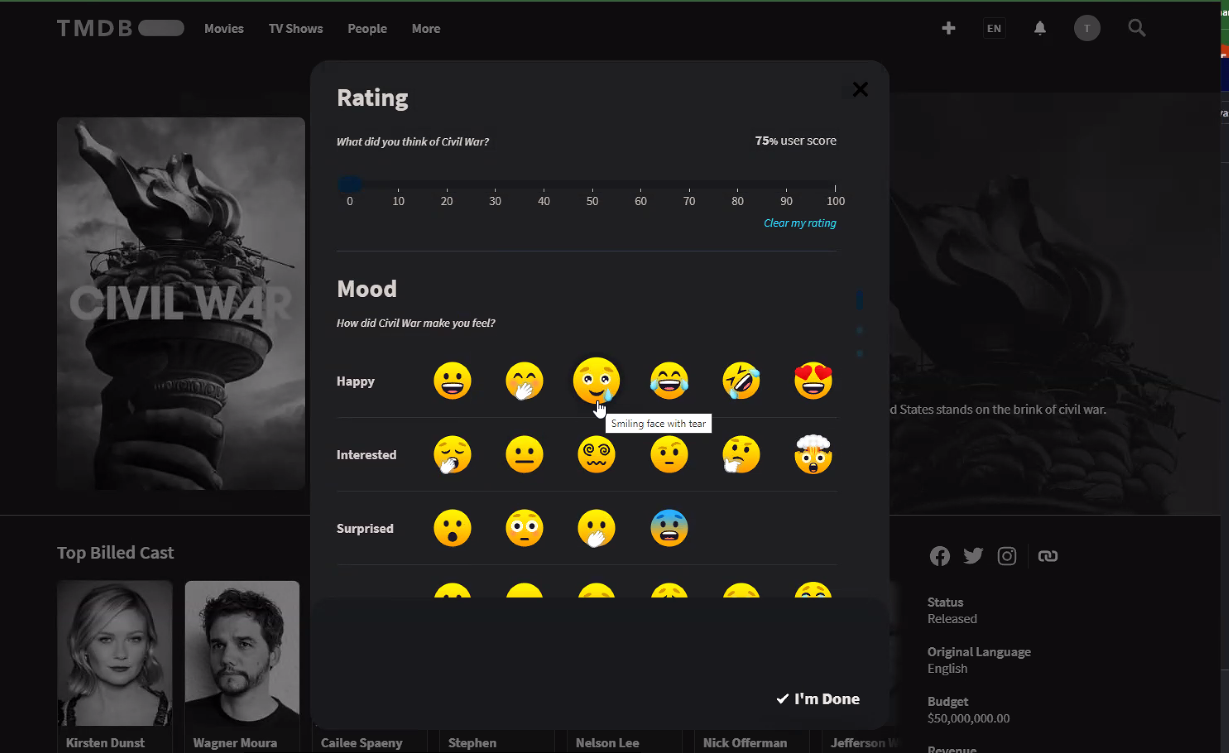 TMDB
Movies
TV Shows
People
More
EN
T
Rating
What did you think of Civil War?
75% user score
0 10 20 30 40 50 60 70 80 90 100
Clear my rating
Mood
How did Civil War make you feel?
CIVIL WAR
Happy
Smiling face with tear
d States stands on the brink of civil war.
Interested
Surprised
Top Billed Cast
Status
Released
Original Language
English
Budget
$50,000,000.00
Revenue
I'm Done
Kirsten Dunst
Wagner Moura
Cailee Spaeny
Stephen
Nelson Lee
Nick Offerman
Jefferson W